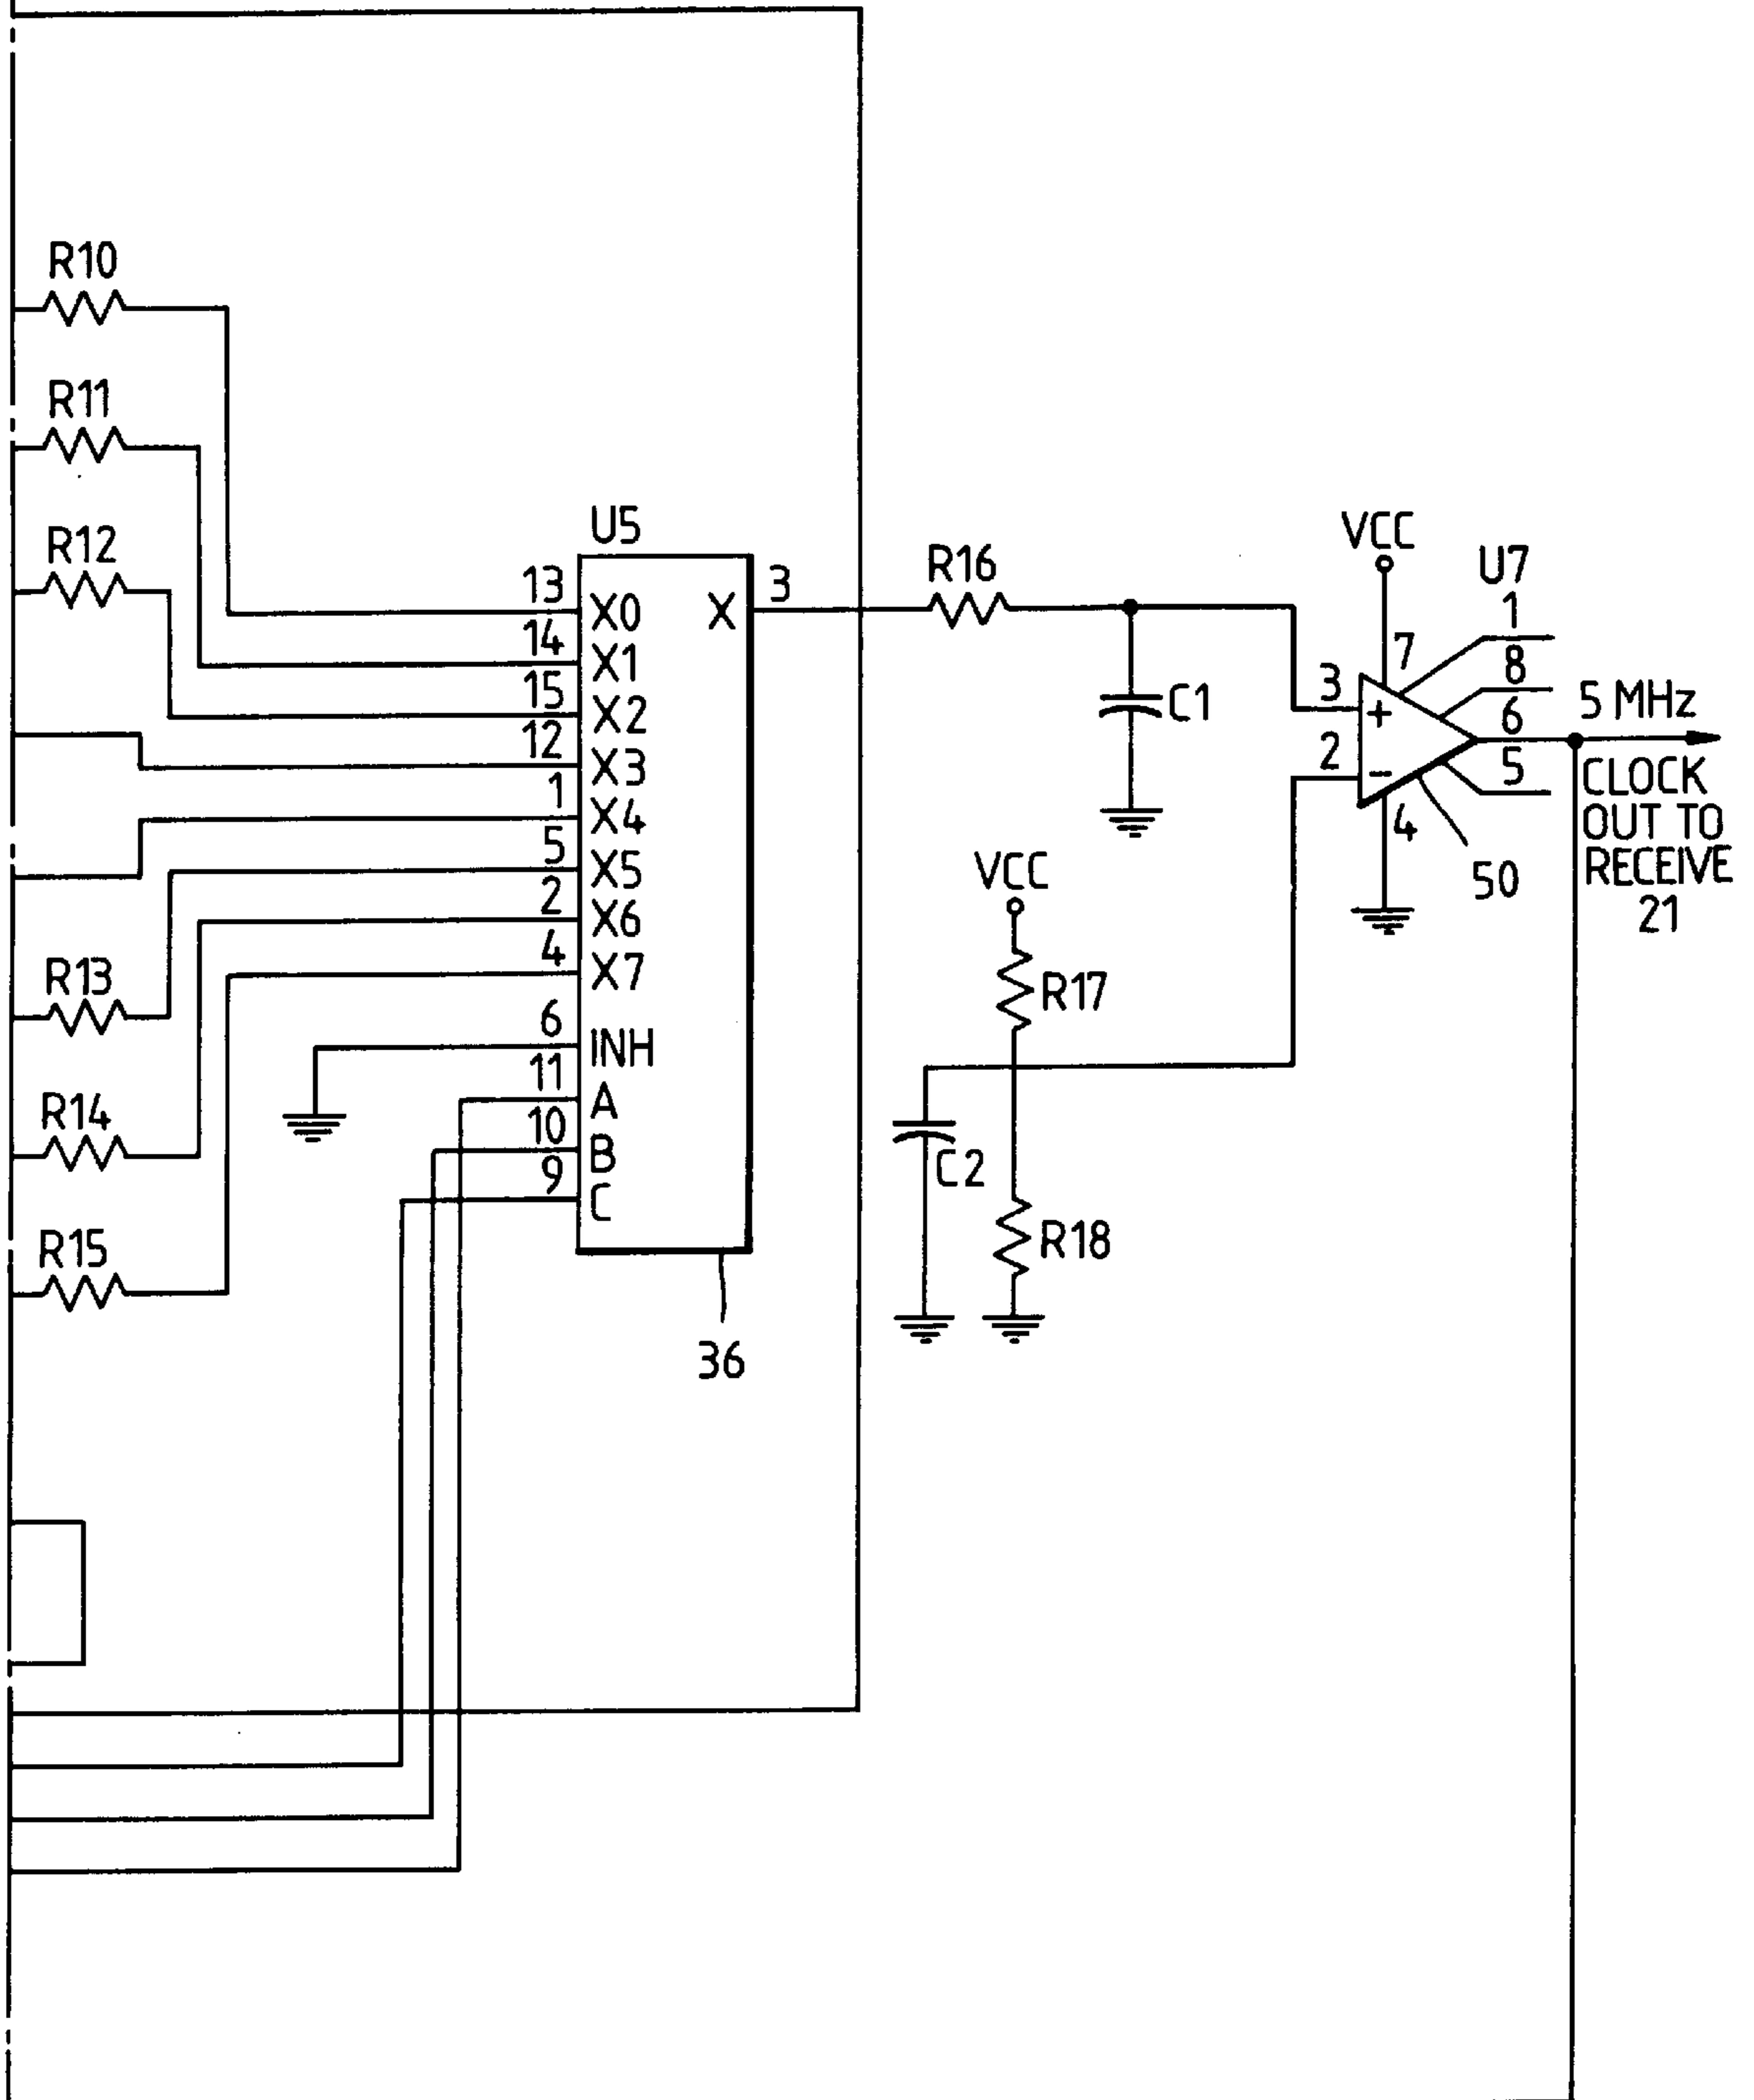 R10
R11
R12
U5
13
X0
14
X1
15
X2
12
X3
1
X4
5
X5
2
X6
4
X7
6
INH
11
A
10
B
9
C
X
3
36
R13
R14
R15
R16
C1
VCC
R17
C2
R18
VCC
U7
7
1
8
6
5
3
+
2
-
4
50
5 MHz
CLOCK
OUT TO
RECEIVE
21